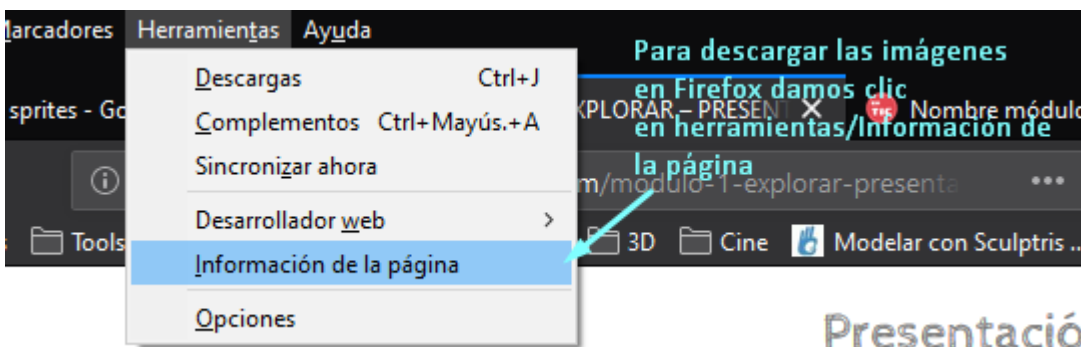 Marcadores Herramientas Ayuda
Para descargar las imágenes
en Firefox damos clic
en herramientas/Información de
la página
Descargas Ctrl+J
sprites - Go
Complementos Ctrl+Mayús.+A
XPLORAR – PRESEN
Nombre módulo
Sincronizar ahora
m/modulo-1-explorar-presenta
Desarrollador web
Tools
3D Cine Modelar con Sculptris ..
Información de la página
Opciones
Presentació